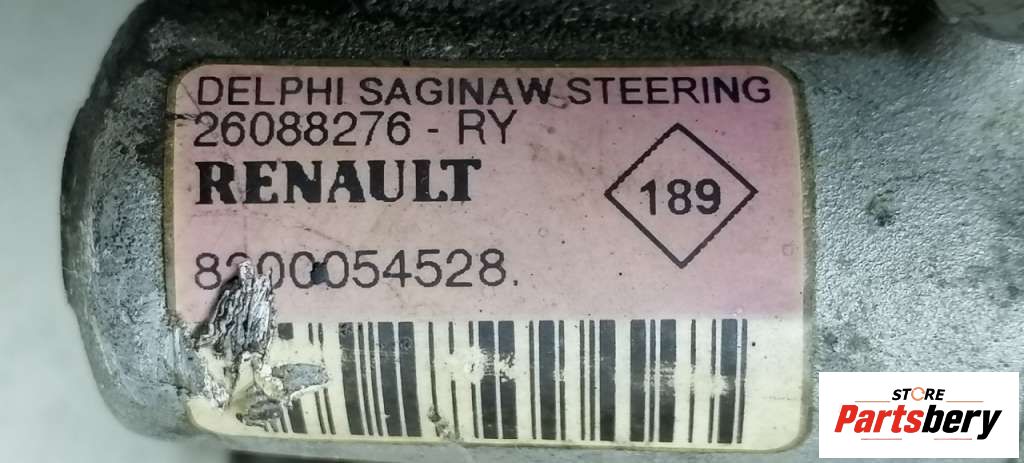 DELPHI SAGINAW STEERING
26088276 - RY
RENAULT
189
8200054528.
STORE
Partsbery